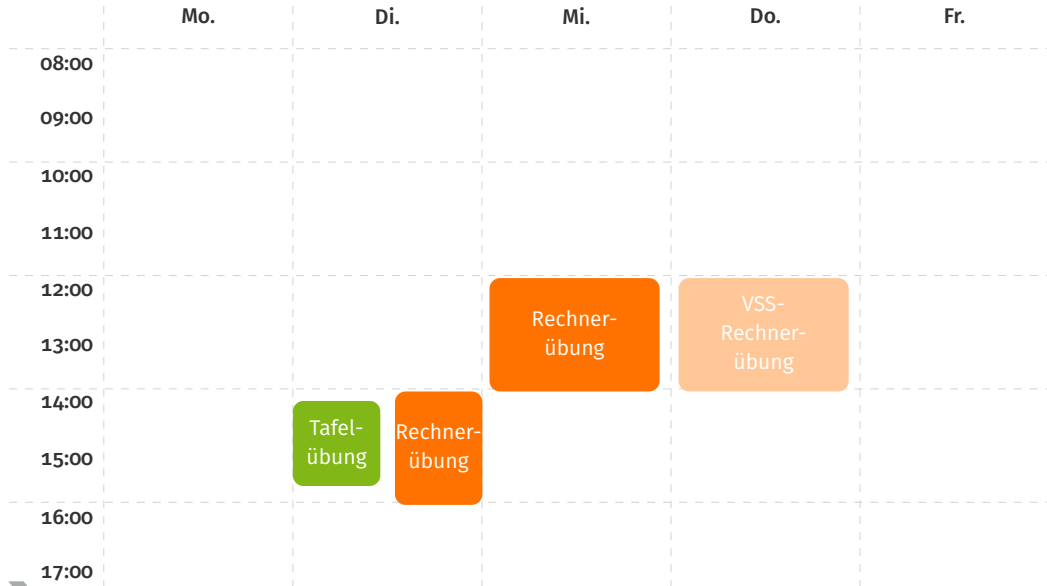 Mo.
Di.
Mi.
Do.
Fr.
08:00
09:00
10:00
11:00
12:00
13:00
14:00
15:00
16:00
17:00
Tafel-
übung
Rechner-
übung
Rechner-
übung
VSS-
Rechner-
übung